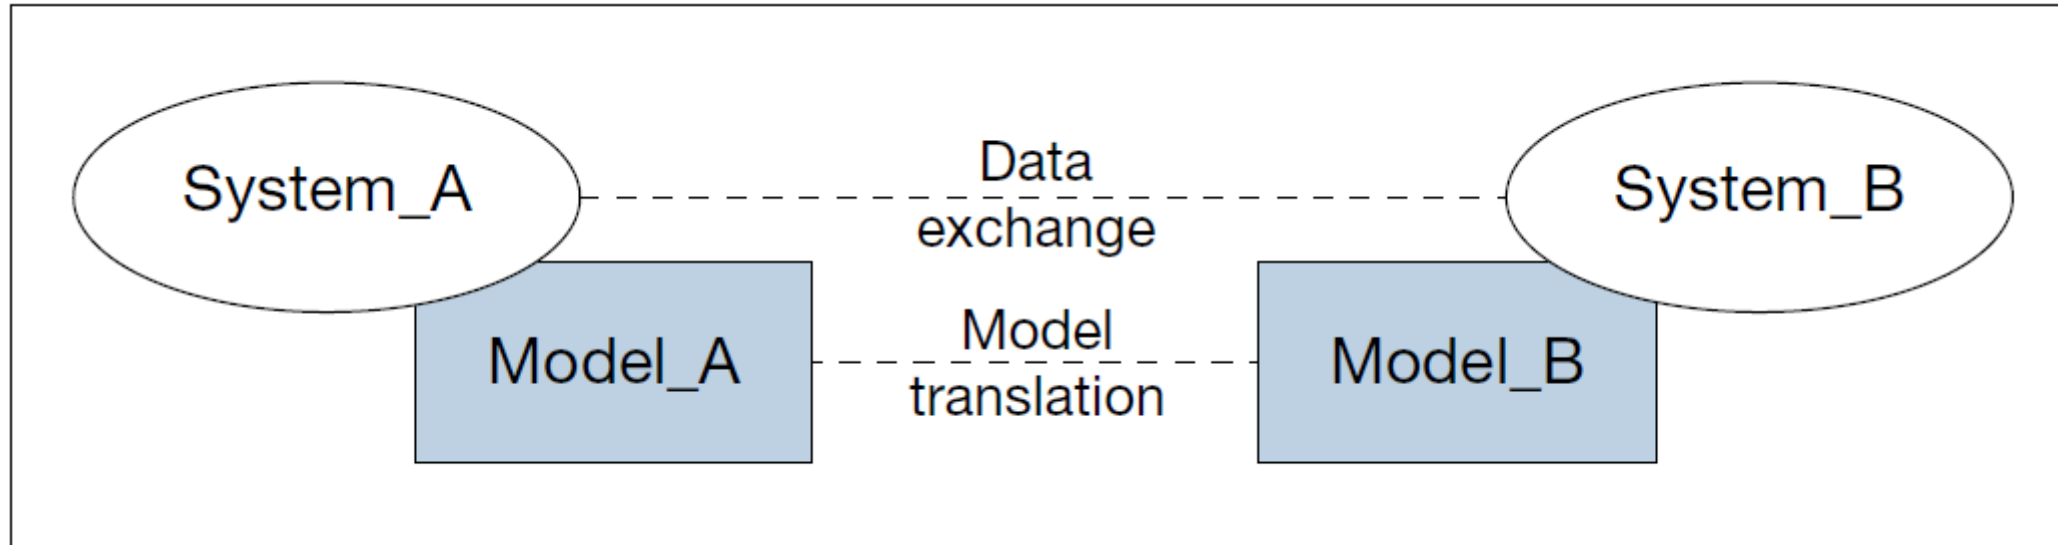 System_A
Data
exchange
System_B
Model_A
Model
translation
Model_B